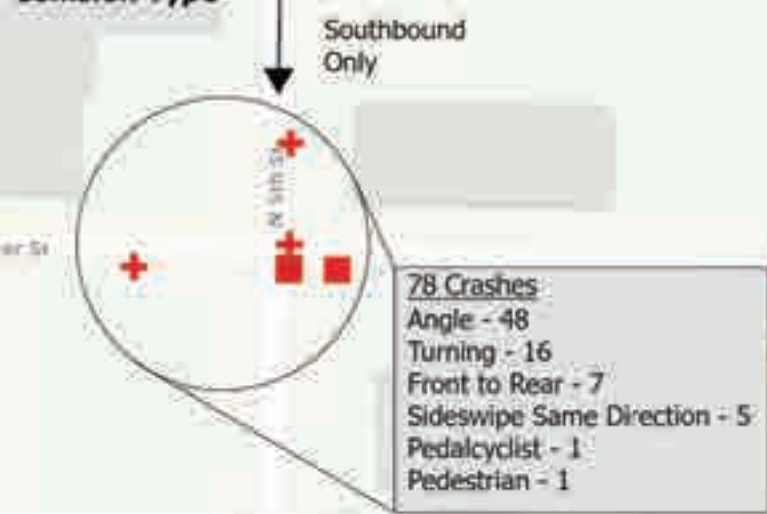 Type
Southbound
Only
N 5th St
78 Crashes
Angle - 48
Turning - 16
Front to Rear - 7
Sideswipe Same Direction - 5
Pedalcyclist - 1
Pedestrian - 1